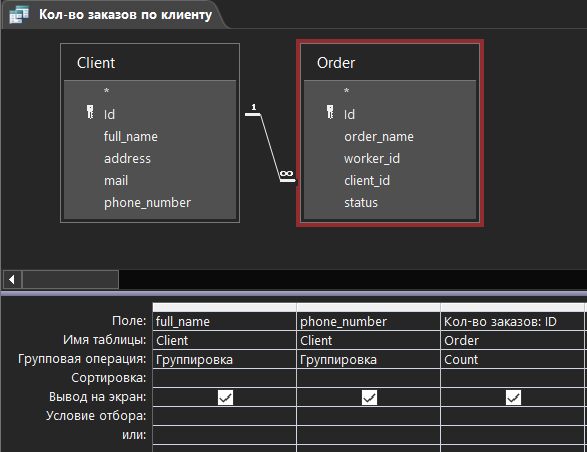 Кол-во заказов по клиенту
Client
*
Id
full_name
address
mail
phone_number
1
∞
Order
*
Id
order_name
worker_id
client_id
status
Поле: full_name phone_number Кол-во заказов: ID
Имя таблицы: Client Client Order
Групповая операция: Группировка Группировка Count
Сортировка:
Вывод на экран:
Условие отбора:
или: